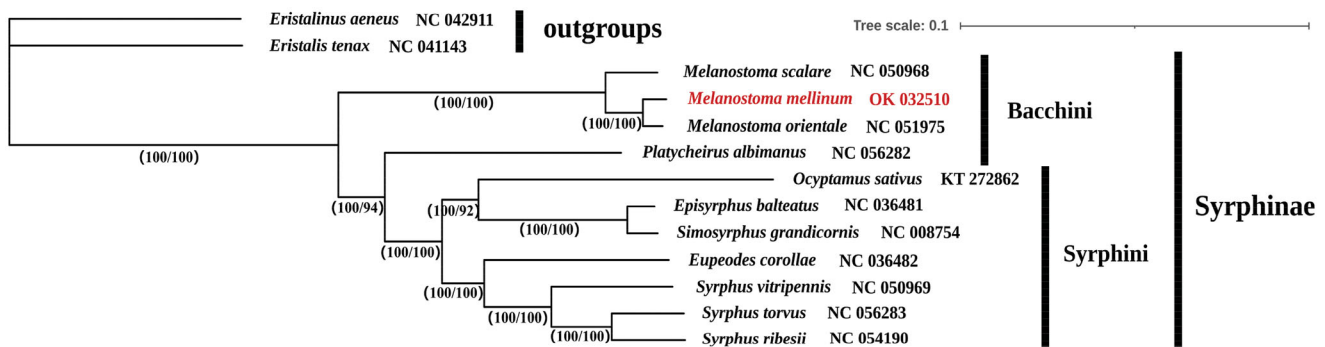 Eristalinus aeneus NC 042911
Eristalis tenax NC 041143
outgroups
Tree scale: 0.1
Melanostoma scalare NC 050968
(100/100)
Melanostoma mellinum OK 032510
(100/100)
Melanostoma orientale NC 051975
Bacchini
(100/100)
Platycheirus albimanus NC 056282
Ocyptamus sativus KT 272862
(100/94)
(100/92)
Episyrphus balteatus NC 036481
Syrphinae
(100/100)
Simosyrphus grandicornis NC 008754
(100/100)
Syrphini
Eupeodes corollae NC 036482
(100/100)
Syrphus vitripennis NC 050969
(100/100)
Syrphus torvus NC 056283
(100/100)
Syrphus ribesii NC 054190